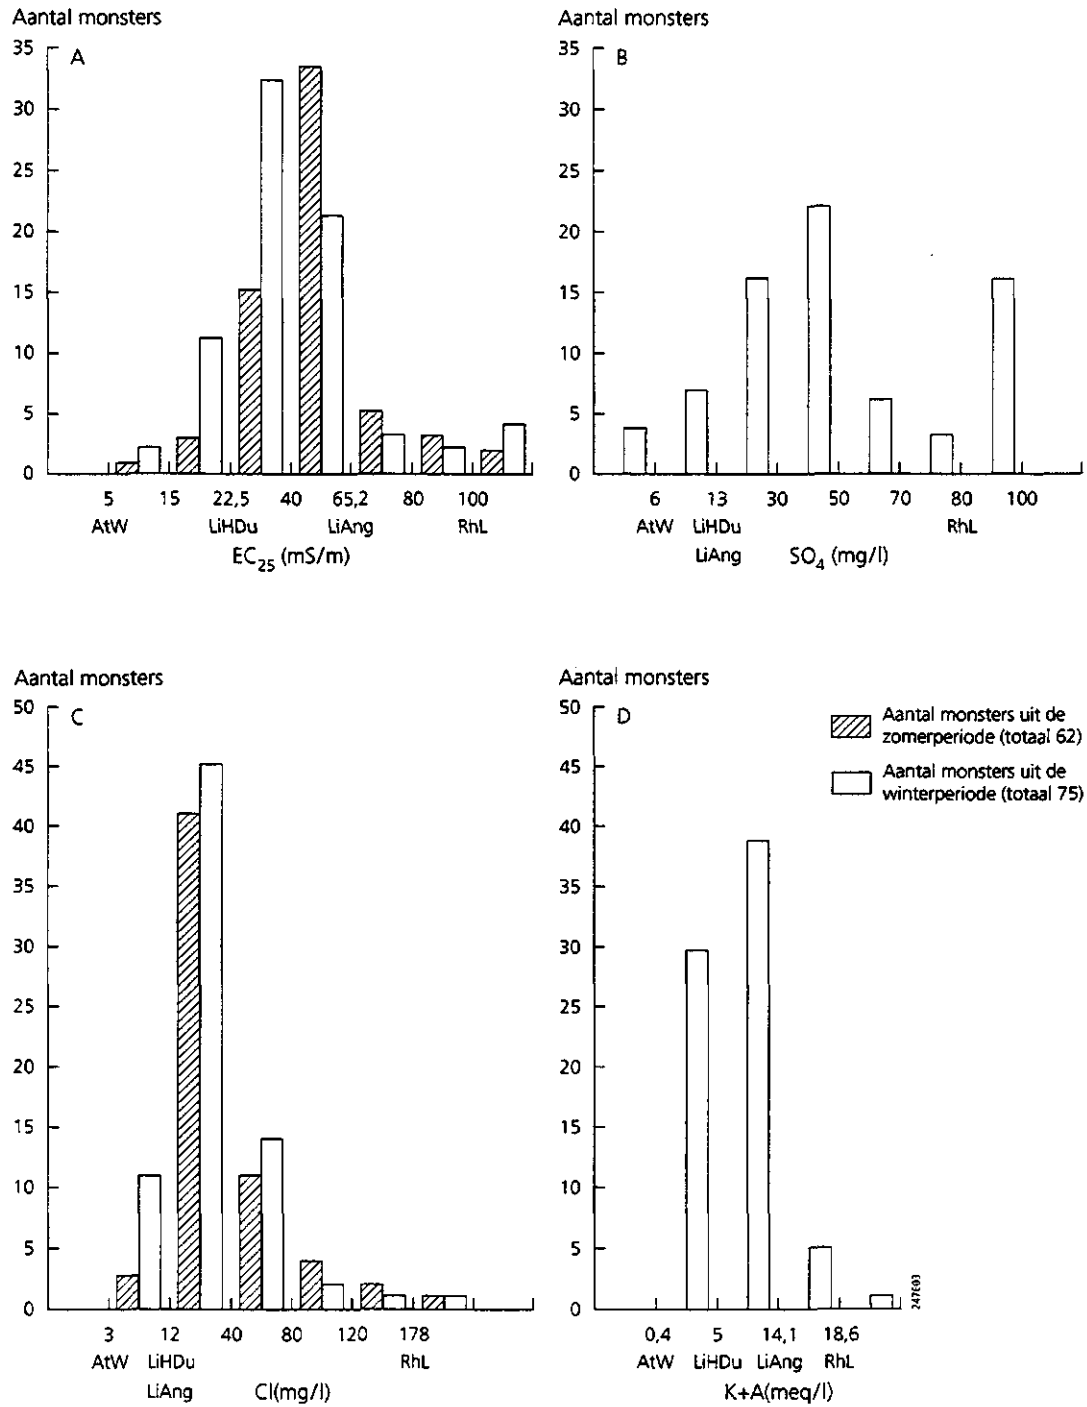 Aantal monsters
A
35
30
25
20
15
10
5
0
5 15 22,5 40 65,2 80 100
AtW LiHDu LiAng RhL
EC25 (mS/m)
Aantal monsters
B
35
30
25
20
15
10
5
0
6 13 30 50 70 80 100
AtW LiHDu RhL
LiAng SO4 (mg/l)
Aantal monsters
C
50
45
40
35
30
25
20
15
10
5
0
3 12 40 80 120 178
AtW LiHDu RhL
LiAng Cl(mg/l)
Aantal monsters
D
50
45
40
35
30
25
20
15
10
5
0
0,4 5 14,1 18,6
AtW LiHDu LiAng RhL
K+A(meq/l)
Aantal monsters uit de
zomerperiode (totaal 62)
Aantal monsters uit de
winterperiode (totaal 75)
247E03